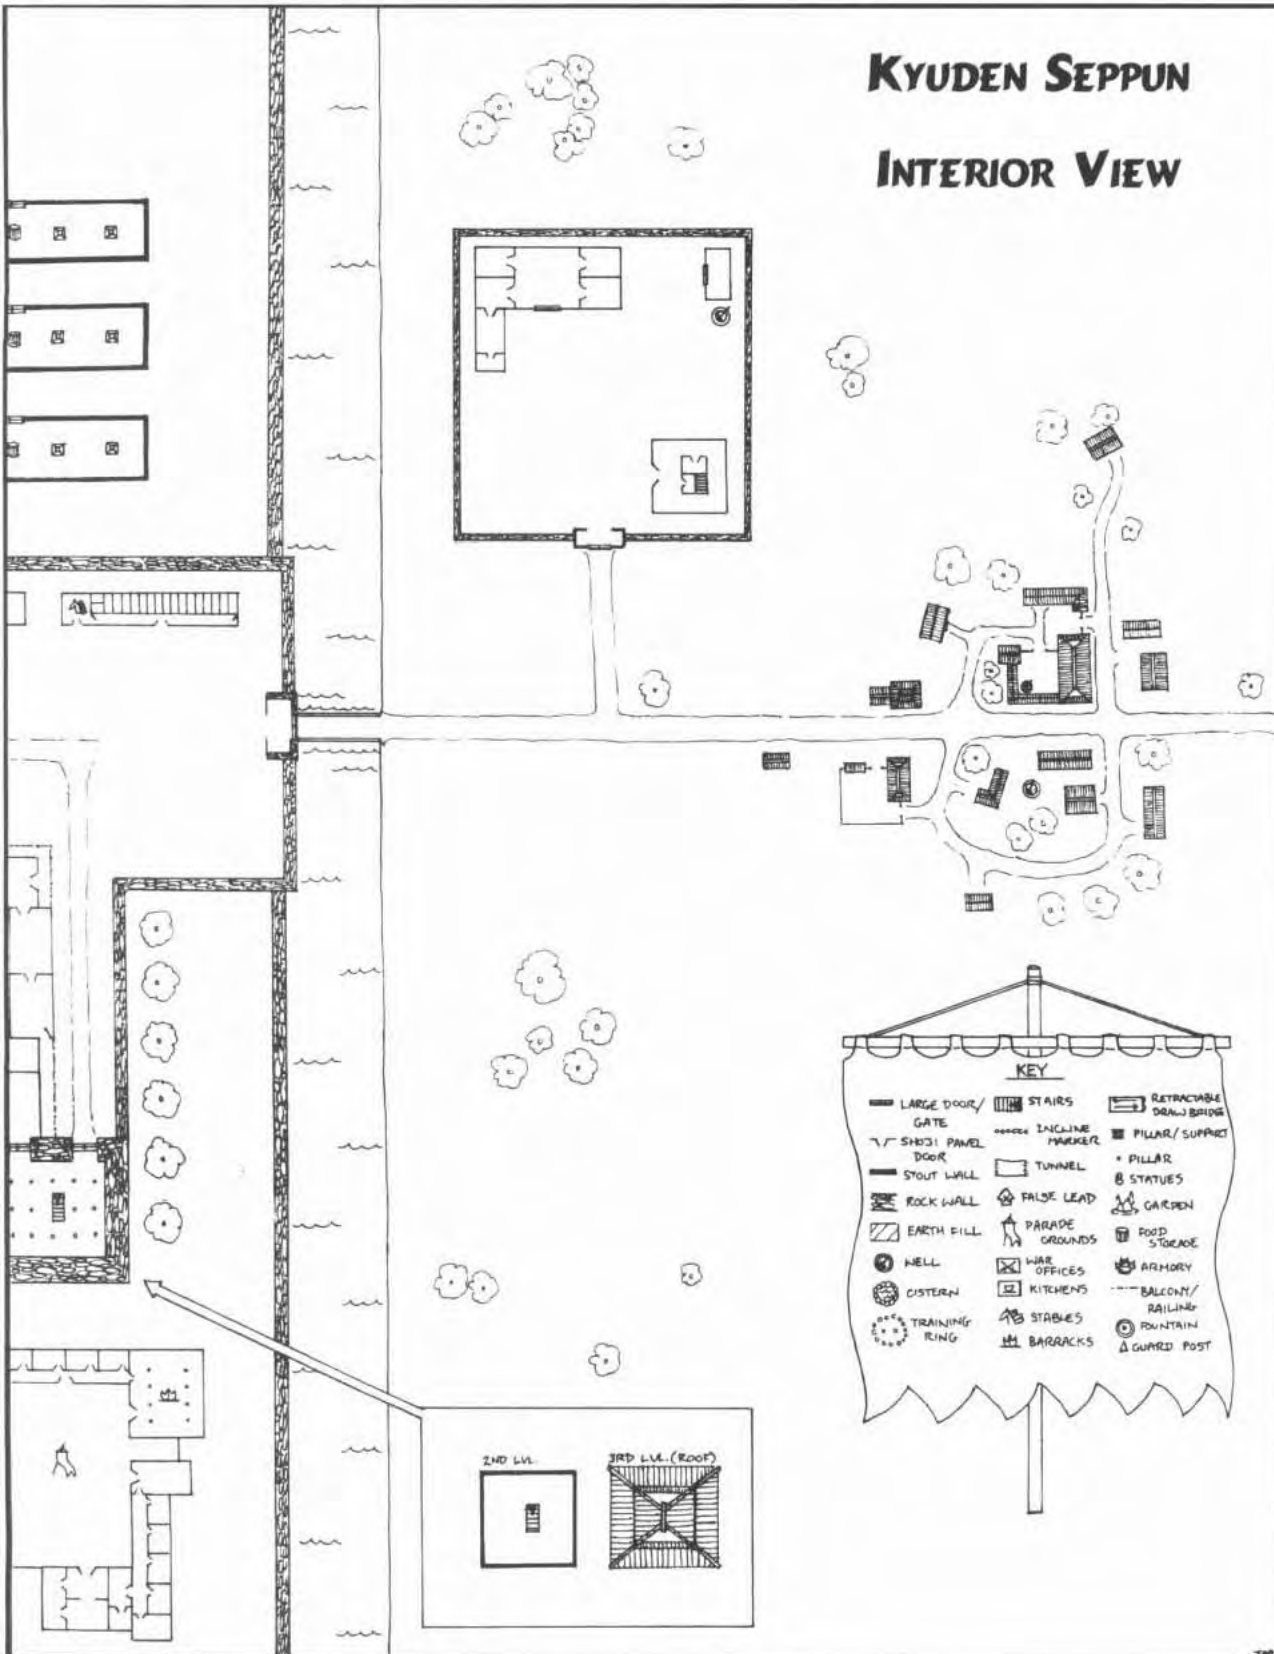 KYUDEN SEPPUN
INTERIOR VIEW
KEY
LARGE DOOR/
GATE
SHOJI PANEL
DOOR
STOUT WALL
ROCK WALL
EARTH FILL
WELL
CISTERN
TRAINING
RING
STAIRS
INCLINE
MARKER
TUNNEL
FALSE LEAD
PARADE
GROUNDS
WAR
OFFICES
KITCHENS
STABLES
BARRACKS
RETRACTABLE
DRAWBRIDGE
PILLAR/SUPPORT
PILLAR
STATUES
GARDEN
FOOD
STORAGE
ARMORY
BALCONY/
RAILING
FOUNTAIN
GUARD POST
2ND LVL.
3RD LVL. (ROOF)